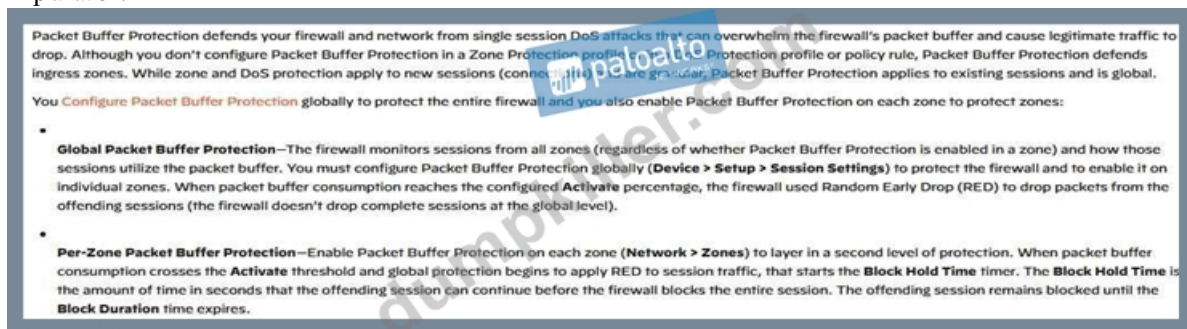 Packet Buffer Protection defends your firewall and network from single session DoS attacks that can overwhelm the firewall's packet buffer and cause legitimate traffic to
drop. Although you don't configure Packet Buffer Protection in a Zone Protection profile or Protection profile or policy rule, Packet Buffer Protection defends
ingress zones. While zone and DoS protection apply to new sessions (connections) are granular, Packet Buffer Protection applies to existing sessions and is global.
You Configure Packet Buffer Protection globally to protect the entire firewall and you also enable Packet Buffer Protection on each zone to protect zones:
• 
Global Packet Buffer Protection—The firewall monitors sessions from all zones (regardless of whether Packet Buffer Protection is enabled in a zone) and how those
sessions utilize the packet buffer. You must configure Packet Buffer Protection globally (Device > Setup > Session Settings) to protect the firewall and to enable it on
individual zones. When packet buffer consumption reaches the configured Activate percentage, the firewall used Random Early Drop (RED) to drop packets from the
offending sessions (the firewall doesn't drop complete sessions at the global level).
•
Per-Zone Packet Buffer Protection—Enable Packet Buffer Protection on each zone (Network > Zones) to layer in a second level of protection. When packet buffer
consumption crosses the Activate threshold and global protection begins to apply RED to session traffic, that starts the Block Hold Time timer. The Block Hold Time is
the amount of time in seconds that the offending session can continue before the firewall blocks the entire session. The offending session remains blocked until the
Block Duration time expires.
paloalto
dumpkiller.com